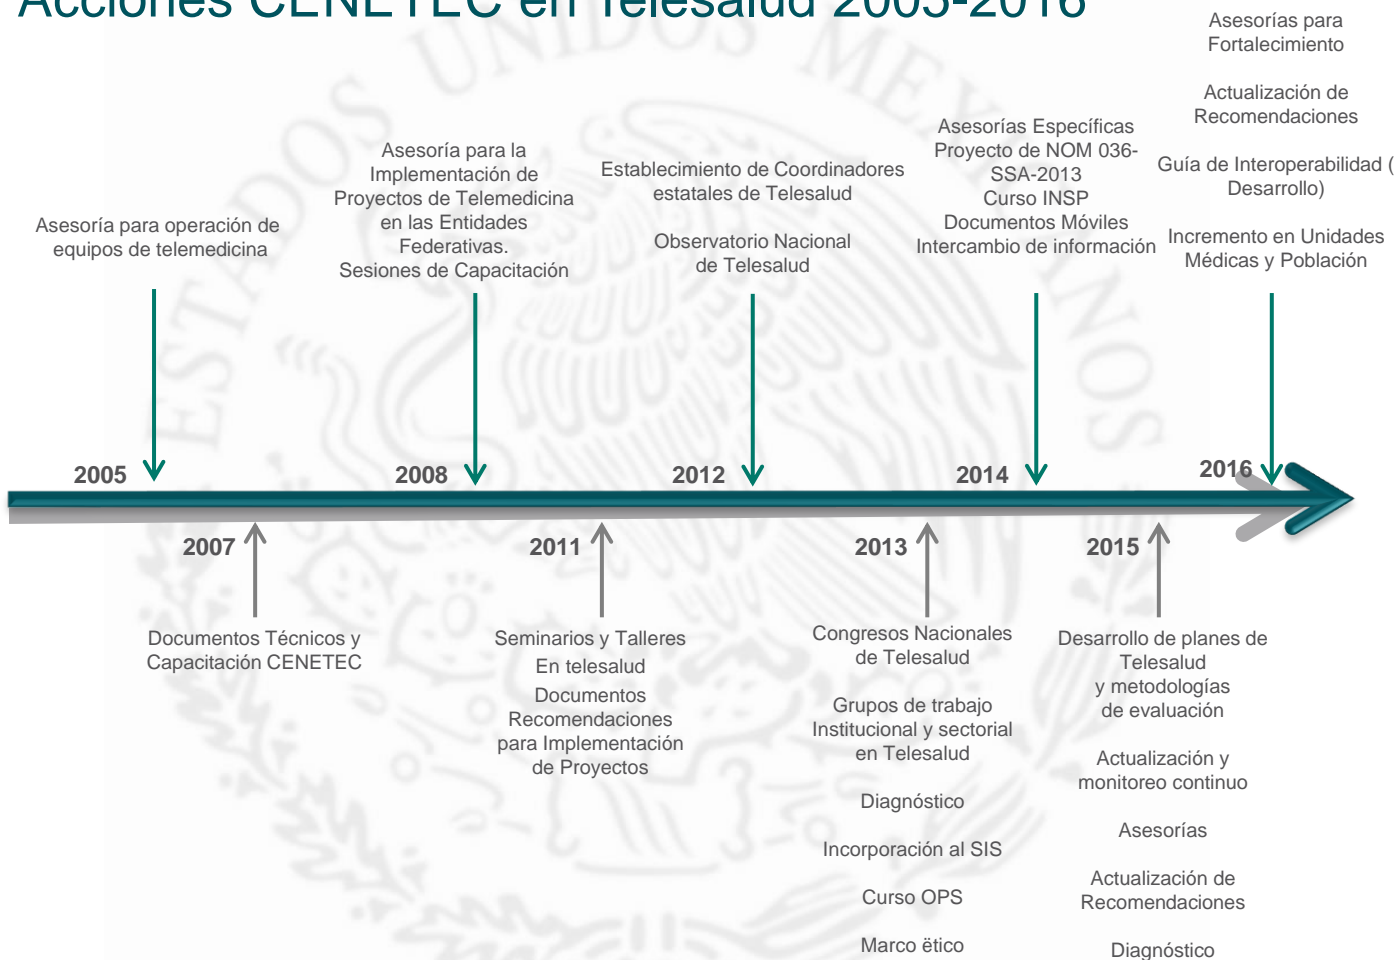 Acciones CENETEC en Telesalud 2005-2016
Asesoría para operación de
equipos de telemedicina
2005
Documentos Técnicos y
Capacitación CENETEC
2007
Asesoría para la
Implementación de
Proyectos de Telemedicina
en las Entidades
Federativas.
Sesiones de Capacitación
2008
2011
Seminarios y Talleres
En telesalud
Documentos
Recomendaciones
para Implementación
de Proyectos
Establecimiento de Coordinadores
estatales de Telesalud
Observatorio Nacional
de Telesalud
2012
2013
Congresos Nacionales
de Telesalud
Grupos de trabajo
Institucional y sectorial
en Telesalud
Diagnóstico
Incorporación al SIS
Curso OPS
Marco ëtico
Asesorías Específicas
Proyecto de NOM 036-
SSA-2013
Curso INSP
Documentos Móviles
Intercambio de información
2014
2015
Desarrollo de planes de
Telesalud
y metodologías
de evaluación
Actualización y
monitoreo continuo
Asesorías
Actualización de
Recomendaciones
Diagnóstico
Asesorías para
Fortalecimiento
Actualización de
Recomendaciones
Guía de Interoperabilidad (
Desarrollo)
Incremento en Unidades
Médicas y Población
2016
ESTADOS UNIDOS MEXICANOS